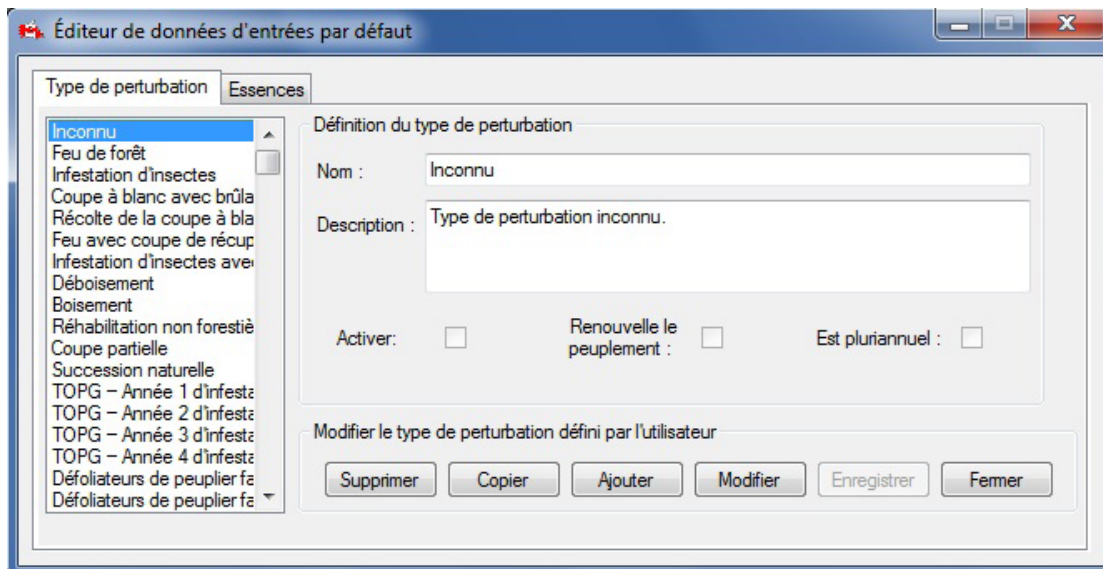 Éditeur de données d'entrées par défaut
Type de perturbation
Essences
Inconnu
Feu de forêt
Infestation d'insectes
Coupe à blanc avec brûla
Récolte de la coupe à bla
Feu avec coupe de récup
Infestation d'insectes ave
Déboisement
Boisement
Réhabilitation non forestiè
Coupe partielle
Succession naturelle
TOPG – Année 1 d'infesta
TOPG – Année 2 d'infesta
TOPG – Année 3 d'infesta
TOPG – Année 4 d'infesta
Défoliateurs de peuplier fa
Défoliateurs de peuplier fa
Définition du type de perturbation
Nom :
Inconnu
Description :
Type de perturbation inconnu.
Activer:
Renouvelle le
peuplement :
Est pluriannuel :
Modifier le type de perturbation défini par l'utilisateur
Supprimer
Copier
Ajouter
Modifier
Enregistrer
Fermer